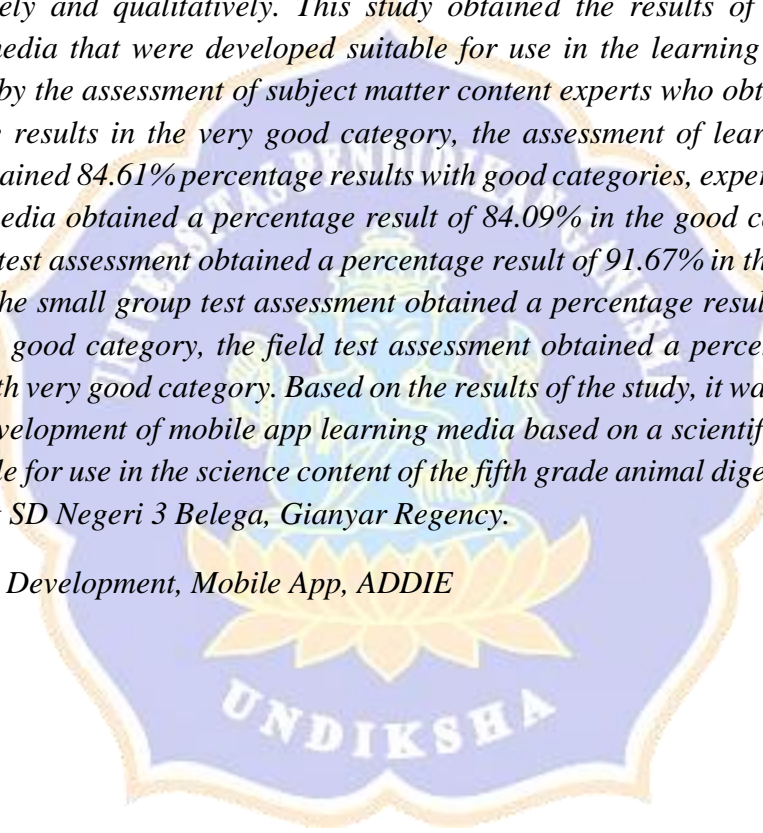 ely and qualitatively. This study obtained the results of
media that were developed suitable for use in the learning
by the assessment of subject matter content experts who obt
results in the very good category, the assessment of lear
ained 84.61% percentage results with good categories, exper
edia obtained a percentage result of 84.09% in the good c
test assessment obtained a percentage result of 91.67% in th
he small group test assessment obtained a percentage resul
good category, the field test assessment obtained a perce
th very good category. Based on the results of the study, it wa
velopment of mobile app learning media based on a scientif
le for use in the science content of the fifth grade animal dige
SD Negeri 3 Belega, Gianyar Regency.
Development, Mobile App, ADDIE
UNIVERSITAS PENDIDIKAN GANESHA
UNDIKSHA